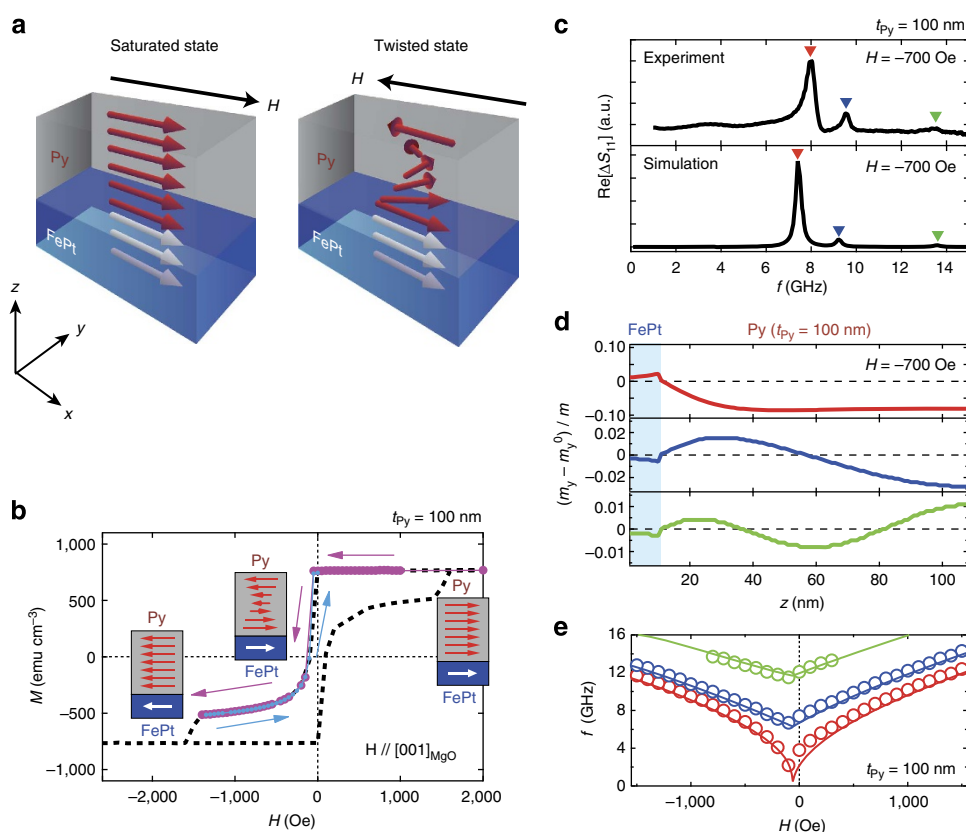 a
Saturated state
Twisted state
H
H
Py
FePt
FePt
z
y
x
b
t_Py = 100 nm
1,000
500
0
−500
−1,000
M (emu cm⁻³)
Py
FePt
Py
FePt
Py
FePt
H // [001]_MgO
−2,000
−1,000
0
1,000
2,000
H (Oe)
c
t_Py = 100 nm
Experiment
H = −700 Oe
Simulation
H = −700 Oe
Re[ΔS₁₁] (a.u.)
0 2 4 6 8 10 12 14
f (GHz)
d
FePt
Py (t_Py = 100 nm)
H = −700 Oe
0.10
0
−0.10
0.02
0
−0.02
0.01
0
−0.01
(m_y − m_y⁰) / m
20 40 60 80 100
z (nm)
e
16
12
8
4
0
f (GHz)
t_Py = 100 nm
−1,000
0
1,000
H (Oe)